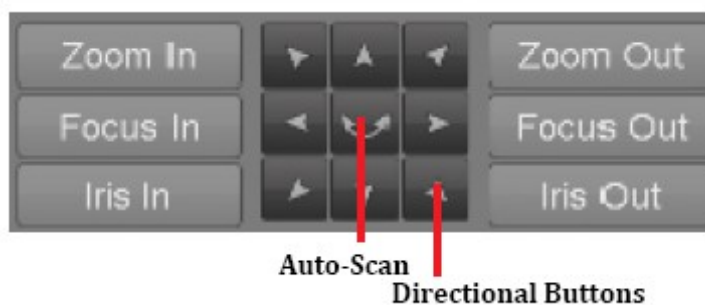 Zoom In Zoom Out
Focus In Focus Out
Iris In Iris Out
Auto-Scan
Directional Buttons